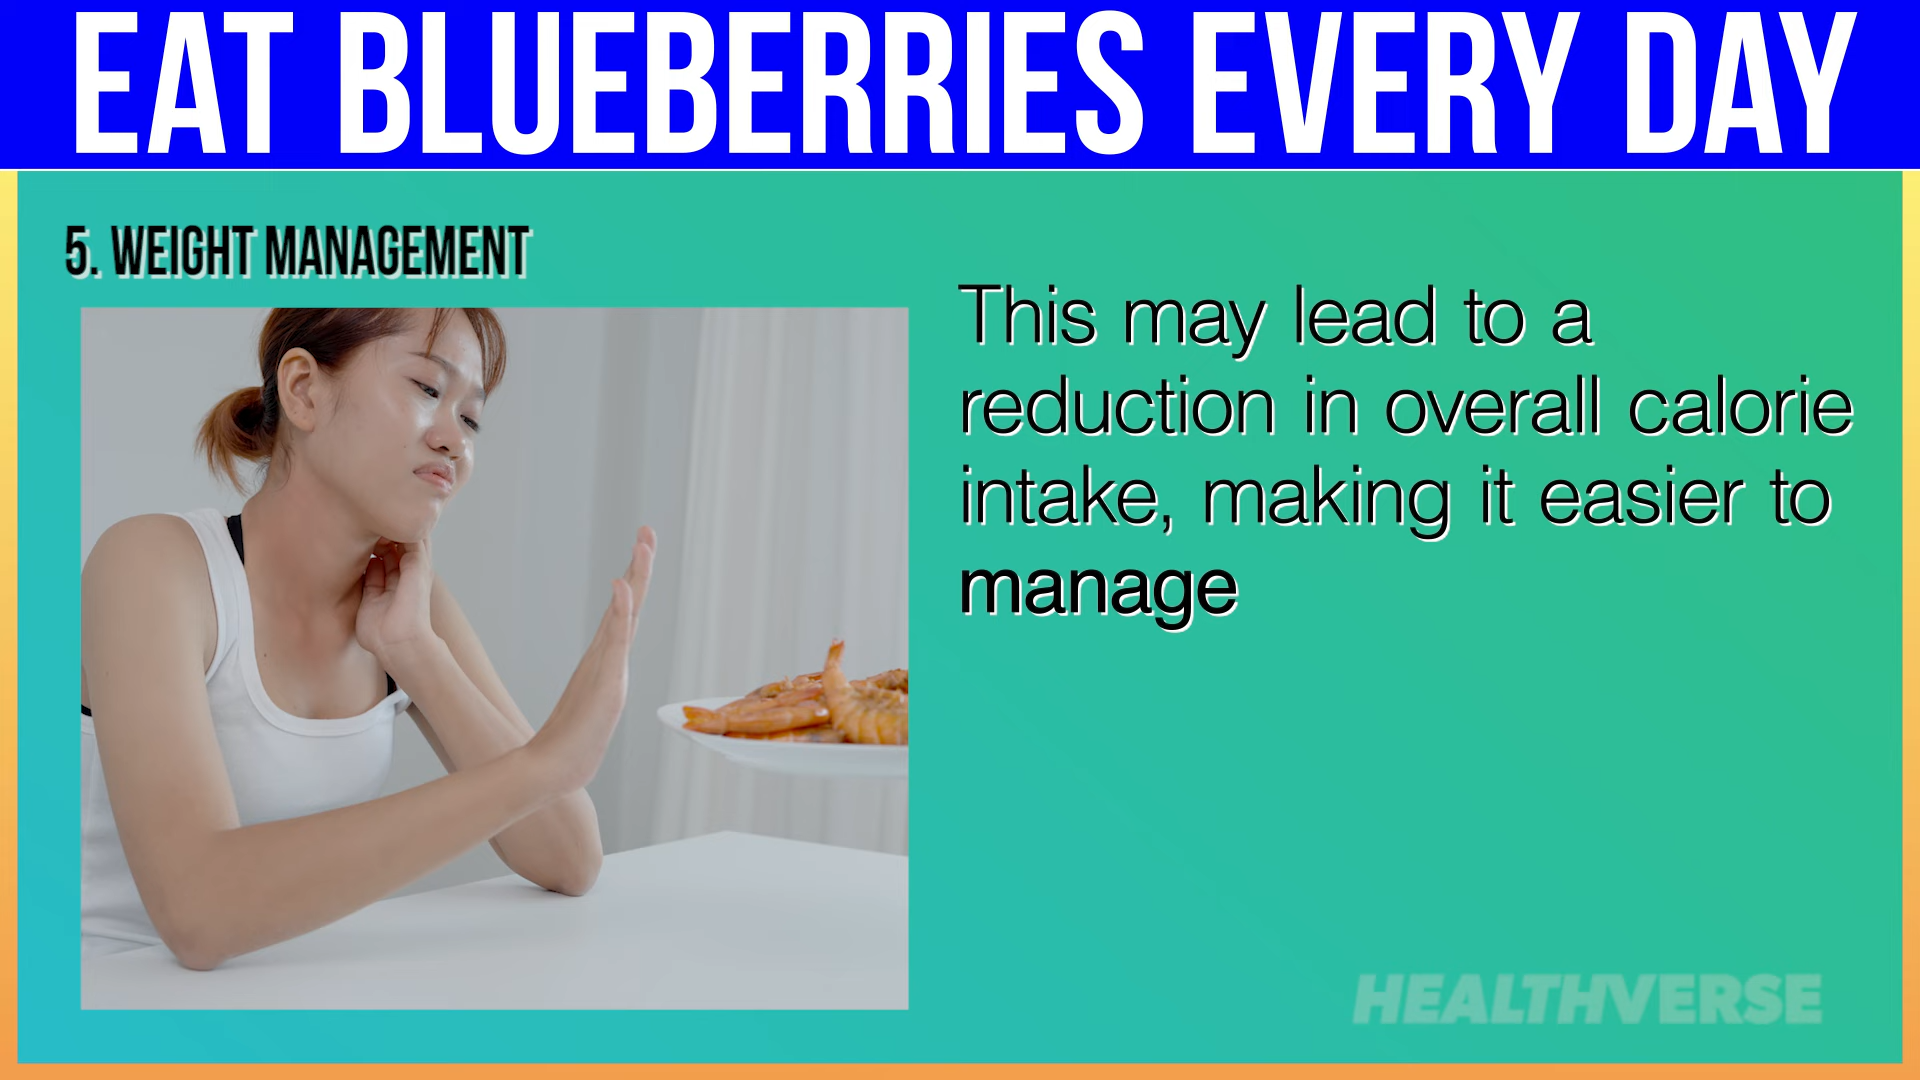 EAT BLUEBERRIES EVERY DAY
5. WEIGHT MANAGEMENT
This may lead to a
reduction in overall calorie
intake, making it easier to
manage
HEALTHVERSE